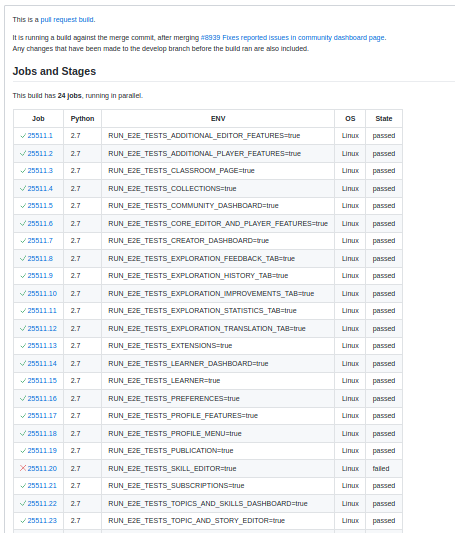 This is a pull request build.
It is running a build against the merge commit, after merging #8939 Fixes reported issues in community dashboard page.
Any changes that have been made to the develop branch before the build ran are also included.
Jobs and Stages
This build has 24 jobs, running in parallel.
Job Python ENV OS State
25511.1 2.7 RUN_E2E_TESTS_ADDITIONAL_EDITOR_FEATURES=true Linux passed
25511.2 2.7 RUN_E2E_TESTS_ADDITIONAL_PLAYER_FEATURES=true Linux passed
25511.3 2.7 RUN_E2E_TESTS_CLASSROOM_PAGE=true Linux passed
25511.4 2.7 RUN_E2E_TESTS_COLLECTIONS=true Linux passed
25511.5 2.7 RUN_E2E_TESTS_COMMUNITY_DASHBOARD=true Linux passed
25511.6 2.7 RUN_E2E_TESTS_CORE_EDITOR_AND_PLAYER_FEATURES=true Linux passed
25511.7 2.7 RUN_E2E_TESTS_CREATOR_DASHBOARD=true Linux passed
25511.8 2.7 RUN_E2E_TESTS_EXPLORATION_FEEDBACK_TAB=true Linux passed
25511.9 2.7 RUN_E2E_TESTS_EXPLORATION_HISTORY_TAB=true Linux passed
25511.10 2.7 RUN_E2E_TESTS_EXPLORATION_IMPROVEMENTS_TAB=true Linux passed
25511.11 2.7 RUN_E2E_TESTS_EXPLORATION_STATISTICS_TAB=true Linux passed
25511.12 2.7 RUN_E2E_TESTS_EXPLORATION_TRANSLATION_TAB=true Linux passed
25511.13 2.7 RUN_E2E_TESTS_EXTENSIONS=true Linux passed
25511.14 2.7 RUN_E2E_TESTS_LEARNER_DASHBOARD=true Linux passed
25511.15 2.7 RUN_E2E_TESTS_LEARNER=true Linux passed
25511.16 2.7 RUN_E2E_TESTS_PREFERENCES=true Linux passed
25511.17 2.7 RUN_E2E_TESTS_PROFILE_FEATURES=true Linux passed
25511.18 2.7 RUN_E2E_TESTS_PROFILE_MENU=true Linux passed
25511.19 2.7 RUN_E2E_TESTS_PUBLICATION=true Linux passed
25511.20 2.7 RUN_E2E_TESTS_SKILL_EDITOR=true Linux failed
25511.21 2.7 RUN_E2E_TESTS_SUBSCRIPTIONS=true Linux passed
25511.22 2.7 RUN_E2E_TESTS_TOPICS_AND_SKILLS_DASHBOARD=true Linux passed
25511.23 2.7 RUN_E2E_TESTS_TOPIC_AND_STORY_EDITOR=true Linux passed